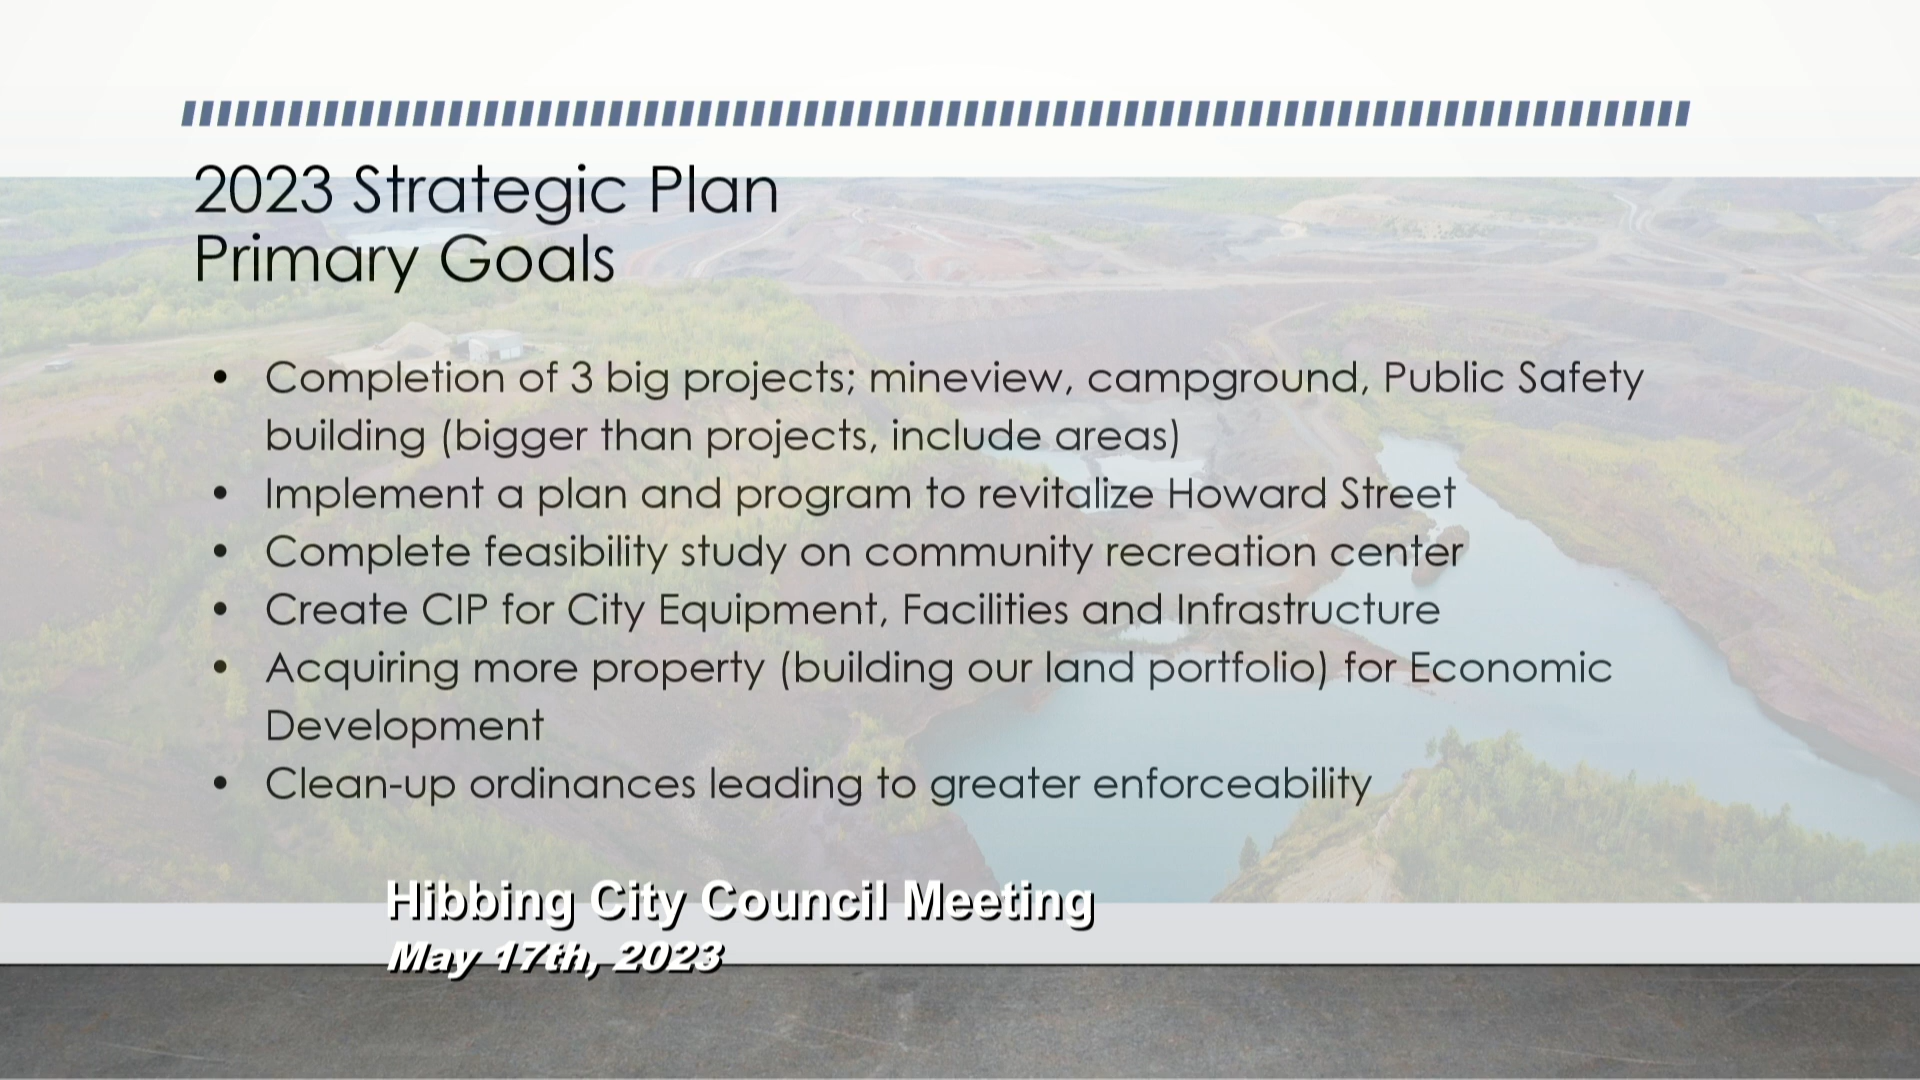 2023 Strategic Plan
Primary Goals
• Completion of 3 big projects; mineview, campground, Public Safety
building (bigger than projects, include areas)
• Implement a plan and program to revitalize Howard Street
• Complete feasibility study on community recreation center
• Create CIP for City Equipment, Facilities and Infrastructure
• Acquiring more property (building our land portfolio) for Economic
Development
• Clean-up ordinances leading to greater enforceability
Hibbing City Council Meeting
May 17th, 2023